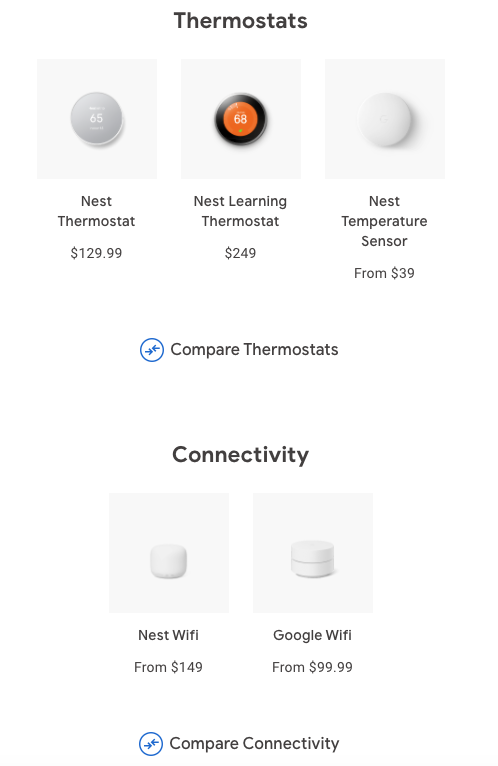 Thermostats
65
68
Nest
Thermostat
$129.99
Nest Learning
Thermostat
$249
Nest
Temperature
Sensor
From $39
Compare Thermostats
Connectivity
Nest Wifi
From $149
Google Wifi
From $99.99
Compare Connectivity